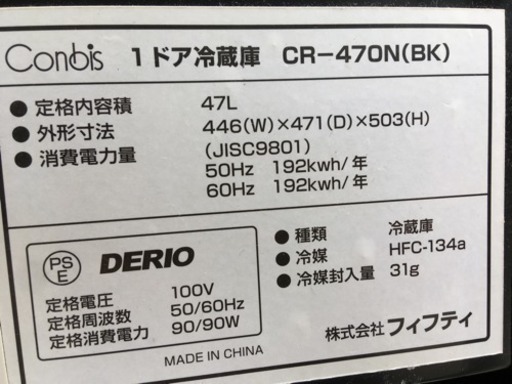 Conbis 1ドア冷蔵庫 CR-470N(BK)
● 定格内容積 47L
● 外形寸法 446(W)×471(D)×503(H)
● 消費電力量 (JISC9801)
50Hz 192kwh/年
60Hz 192kwh/年
PS
E
DERIO
定格電圧 100V
定格周波数 50/60Hz
定格消費電力 90/90W
● 種類 冷蔵庫
● 冷媒 HFC-134a
● 冷媒封入量 31g
MADE IN CHINA
株式会社フィフティ